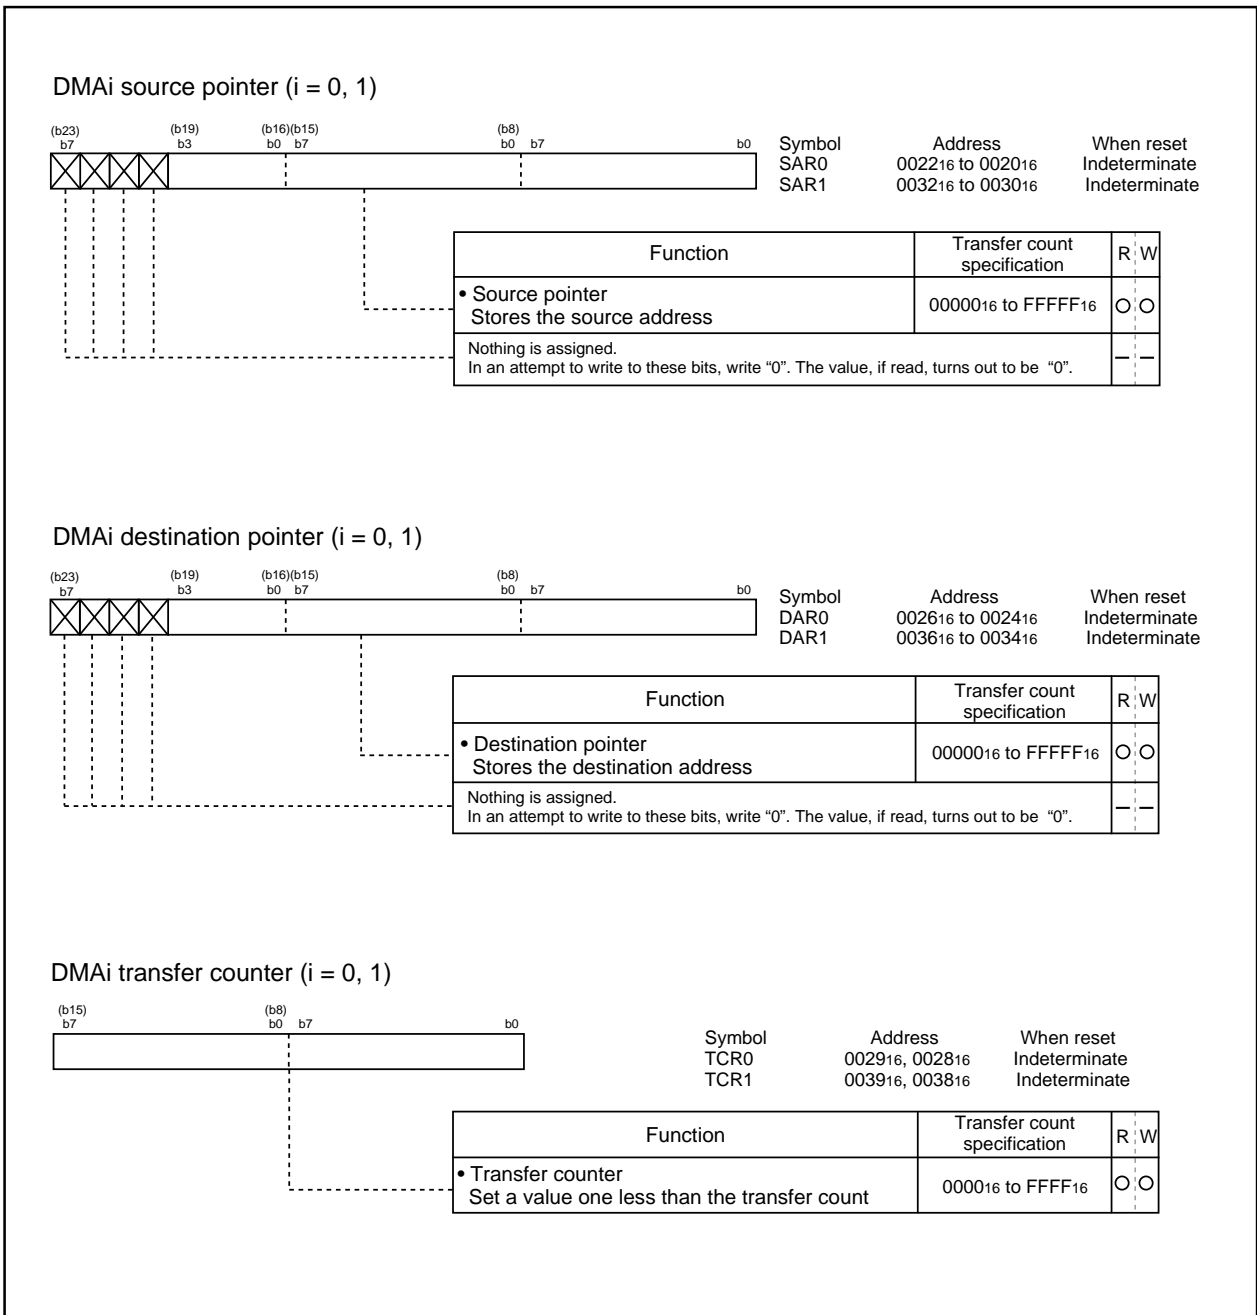 DMAi source pointer (i = 0, 1)
(b23) (b19) (b16)(b15) (b8)
b7 b3 b0 b7 b0 b7 b0
Symbol Address When reset
SAR0 002216 to 002016 Indeterminate
SAR1 003216 to 003016 Indeterminate
Function Transfer count specification R W
• Source pointer
Stores the source address
0000016 to FFFFF16
Nothing is assigned.
In an attempt to write to these bits, write “0”. The value, if read, turns out to be “0”.
DMAi destination pointer (i = 0, 1)
(b23) (b19) (b16)(b15) (b8)
b7 b3 b0 b7 b0 b7 b0
Symbol Address When reset
DAR0 002616 to 002416 Indeterminate
DAR1 003616 to 003416 Indeterminate
Function Transfer count specification R W
• Destination pointer
Stores the destination address
0000016 to FFFFF16
Nothing is assigned.
In an attempt to write to these bits, write “0”. The value, if read, turns out to be “0”.
DMAi transfer counter (i = 0, 1)
(b15) (b8)
b7 b0 b7 b0
Symbol Address When reset
TCR0 002916, 002816 Indeterminate
TCR1 003916, 003816 Indeterminate
Function Transfer count specification R W
• Transfer counter
Set a value one less than the transfer count
000016 to FFFF16